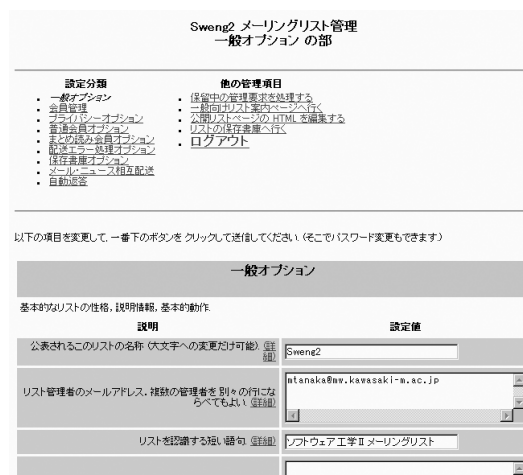 Sweng2 メーリングリスト管理
一般オプション の部
設定分類
一般オプション
会員管理
プライバシーオプション
普通会員オプション
まとめ読み会員オプション
配送エラー処理オプション
保存書庫オプション
メール・ニュース相互配送
自動返答
他の管理項目
保留中の管理要求を処理する
一般向けリスト案内ページへ行く
公開リストページの HTML を編集する
リストの保存書庫へ行く
ログアウト
以下の項目を変更して, 一番下のボタンを クリックして送信してください. (そこでパスワード変更もできます.)
一般オプション
基本的なリストの性格, 説明情報, 基本的動作.
説明
設定値
公表されるこのリストの名称 (大文字への変更だけ可能). (詳
細)
Sweng2
リスト管理者のメールアドレス. 複数の管理者を 別々の行にな
らべてもよい. (詳細)
mtanaka@mw.kawasaki-m.ac.jp
リストを認識する短い語句. (詳細)
ソフトウェア工学Ⅱメーリングリスト